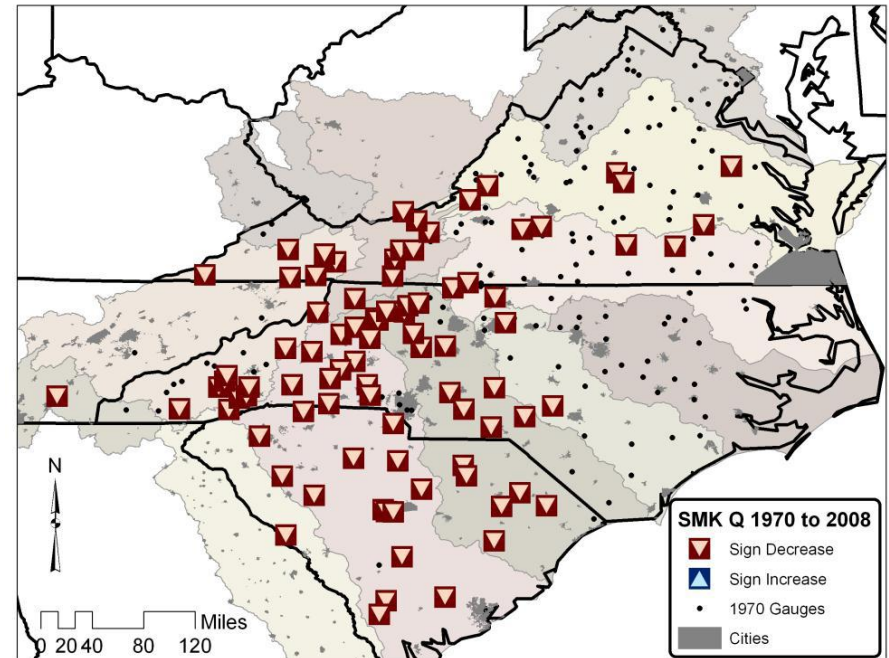 N
Miles
0 20 40 80 120
SMK Q 1970 to 2008
Sign Decrease
Sign Increase
1970 Gauges
Cities